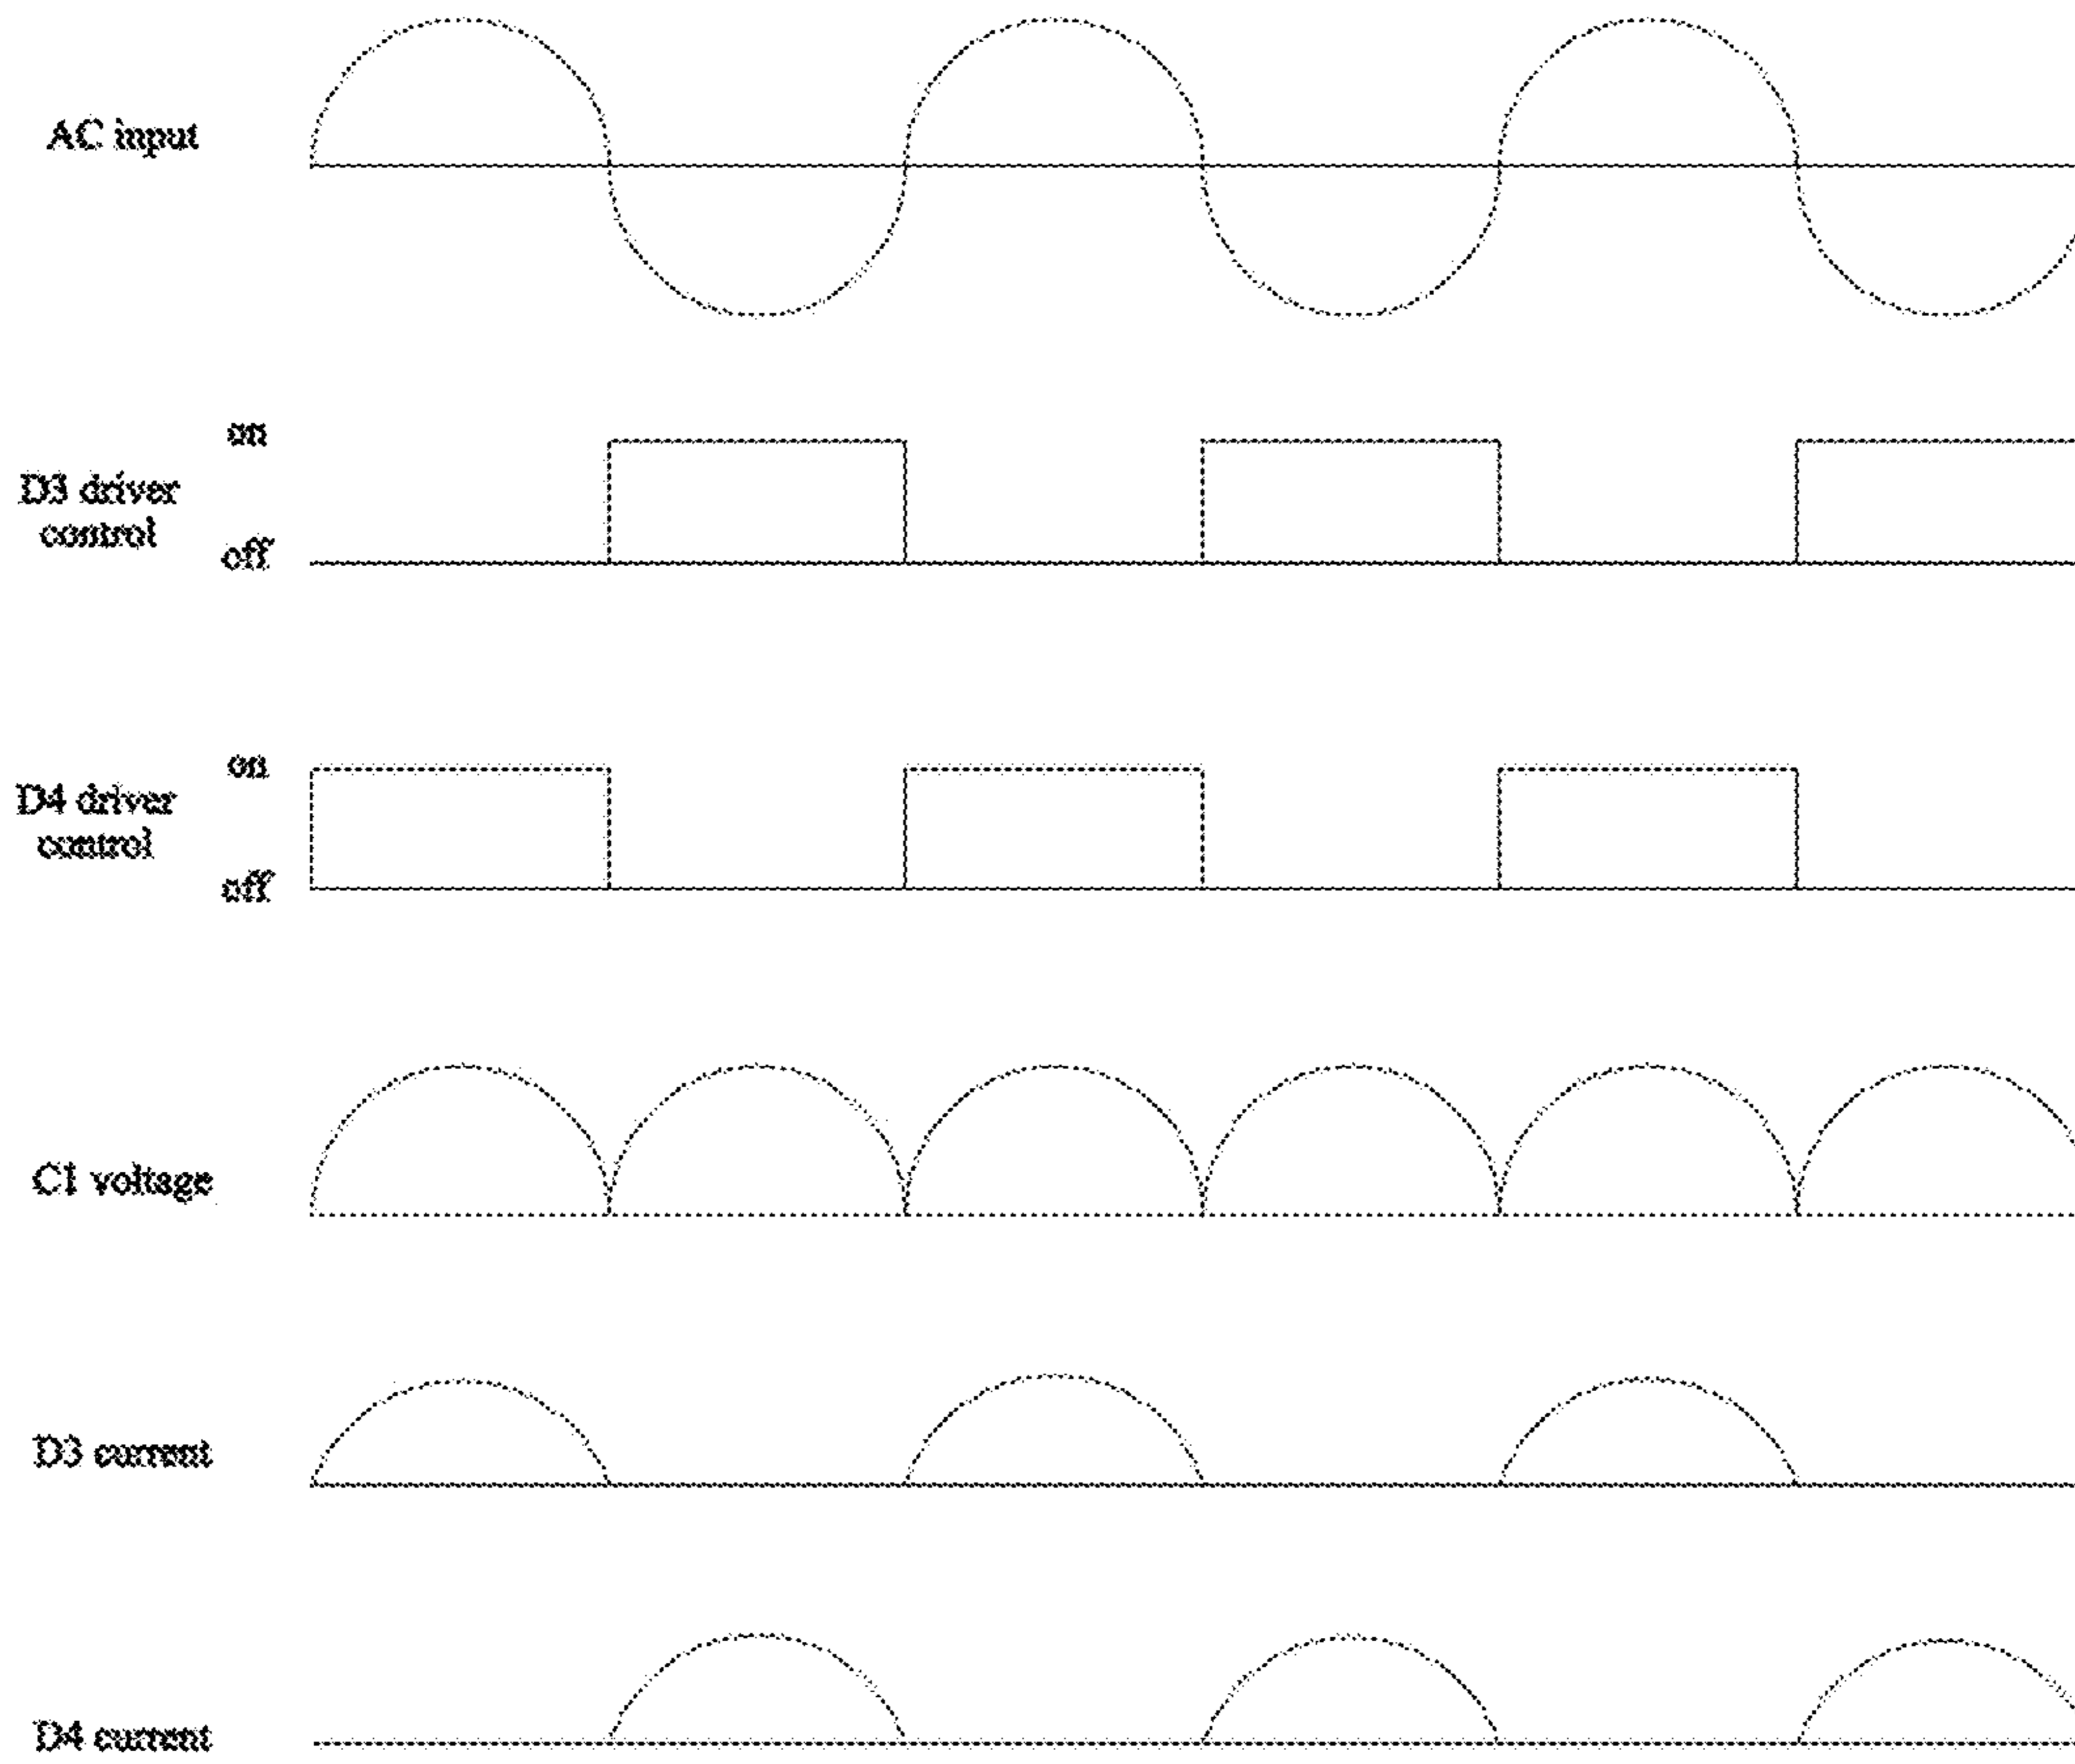 AC input
on
D3 driver
control
off
on
D4 driver
control
off
C1 voltage
D3 current
D4 current